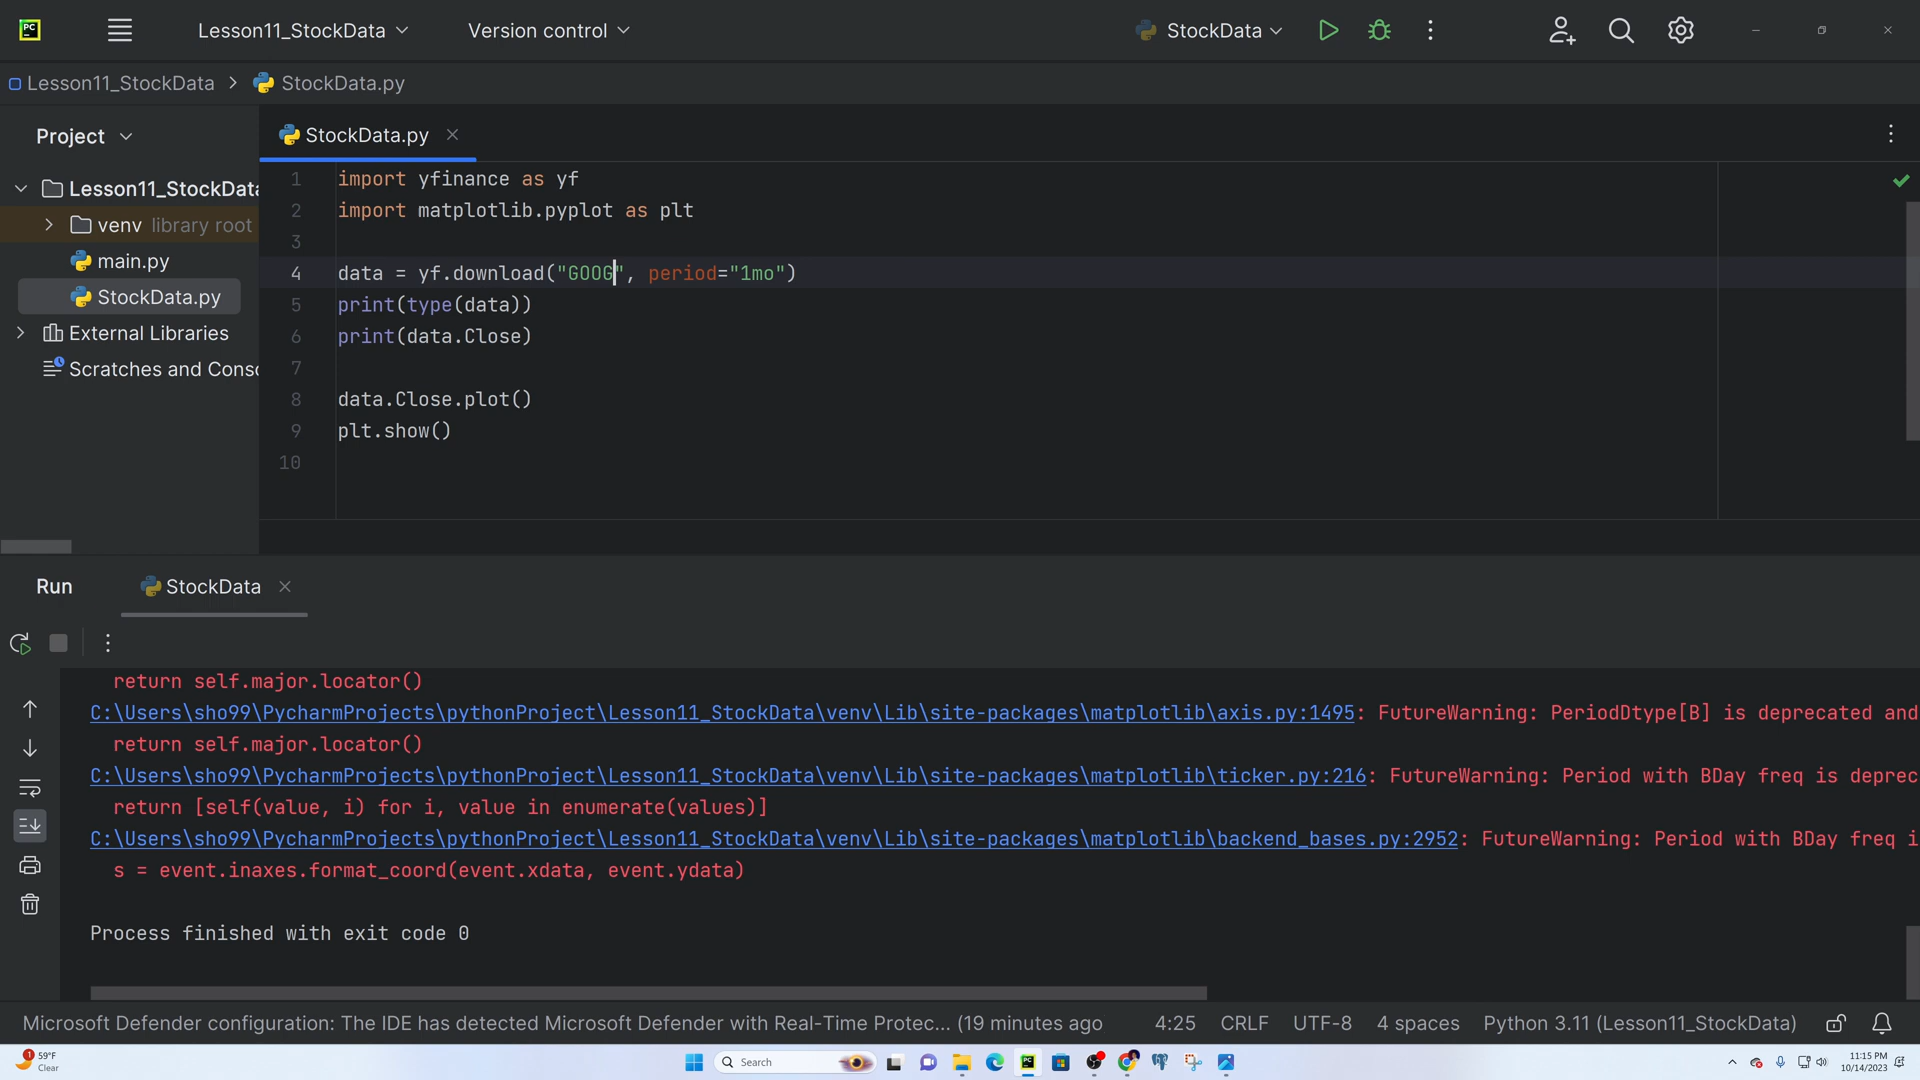 PC
Lesson11_StockData
Version control
StockData
Lesson11_StockData
StockData.py
Project
StockData.py
Lesson11_StockData
venv library root
main.py
StockData.py
External Libraries
Scratches and Conso
1 import yfinance as yf
2 import matplotlib.pyplot as plt
3
4 data = yf.download("GOOG", period="1mo")
5 print(type(data))
6 print(data.Close)
7
8 data.Close.plot()
9 plt.show()
10
Run
StockData
return self.major.locator()
C:\Users\sho99\PycharmProjects\pythonProject\Lesson11_StockData\venv\Lib\site-packages\matplotlib\axis.py:1495: FutureWarning: PeriodDtype[B] is deprecated and
return self.major.locator()
C:\Users\sho99\PycharmProjects\pythonProject\Lesson11_StockData\venv\Lib\site-packages\matplotlib\ticker.py:216: FutureWarning: Period with BDay freq is deprec
return [self(value, i) for i, value in enumerate(values)]
C:\Users\sho99\PycharmProjects\pythonProject\Lesson11_StockData\venv\Lib\site-packages\matplotlib\backend_bases.py:2952: FutureWarning: Period with BDay freq i
s = event.inaxes.format_coord(event.xdata, event.ydata)
Process finished with exit code 0
Microsoft Defender configuration: The IDE has detected Microsoft Defender with Real-Time Protec... (19 minutes ago
4:25 CRLF UTF-8 4 spaces Python 3.11 (Lesson11_StockData)
1
59°F
Clear
Search
PC
11:15 PM
10/14/2023